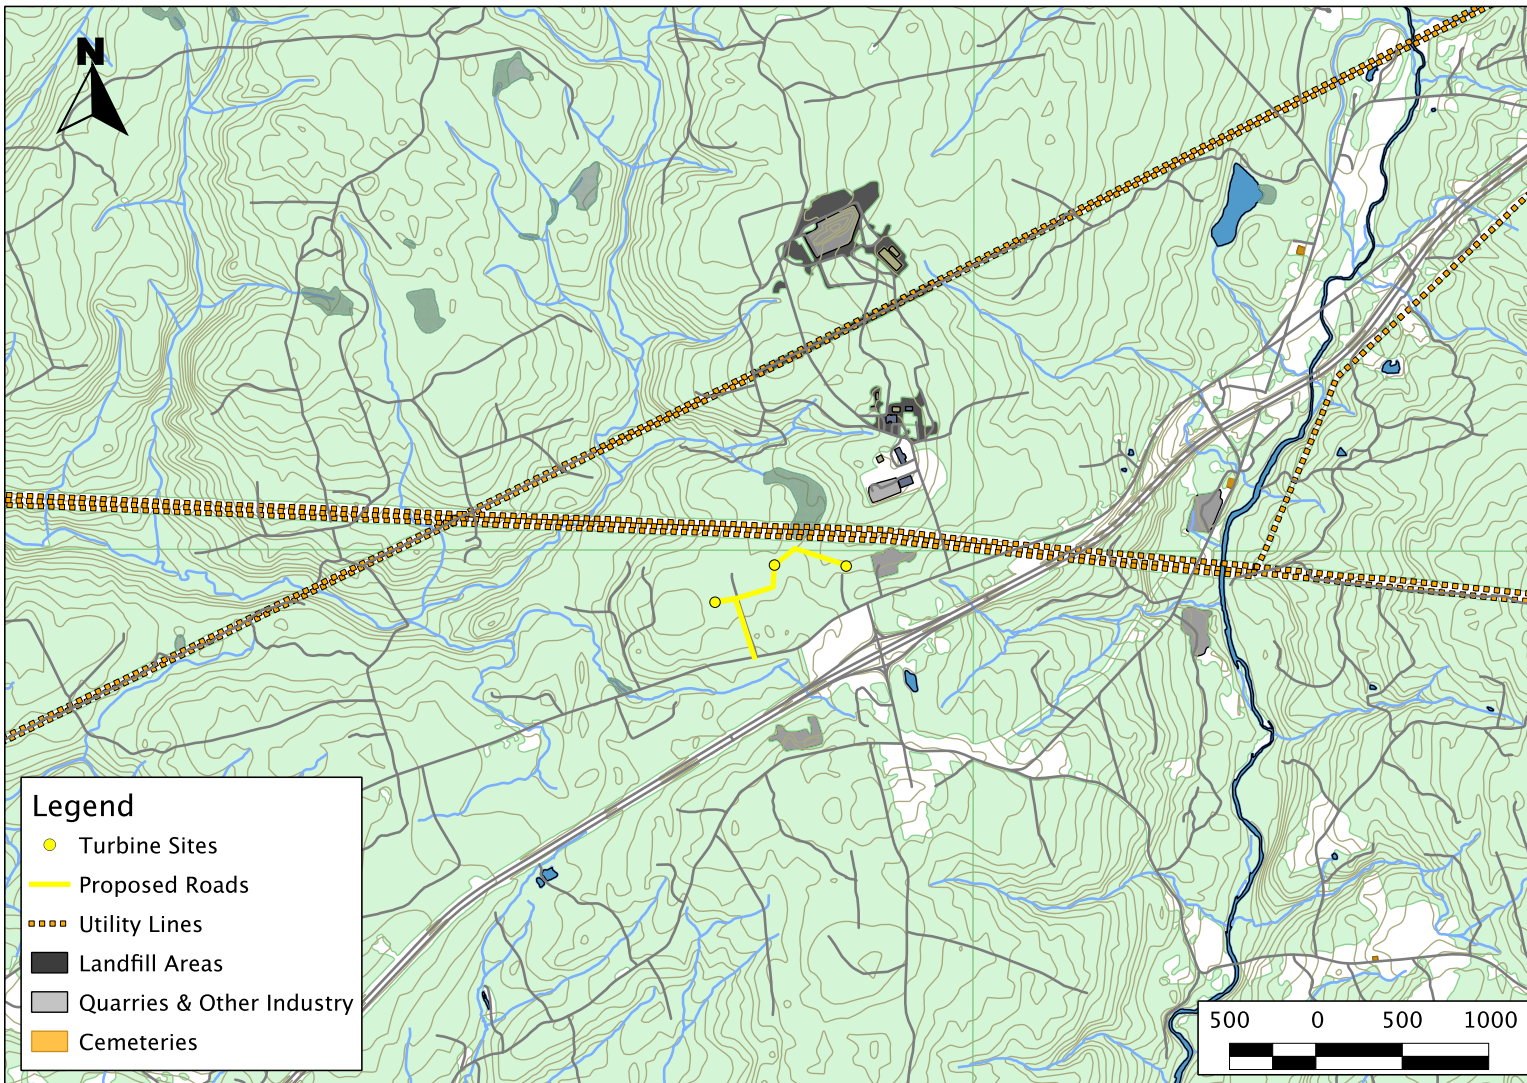 N
Legend
Turbine Sites
Proposed Roads
Utility Lines
Landfill Areas
Quarries & Other Industry
Cemeteries
500 0 500 1000